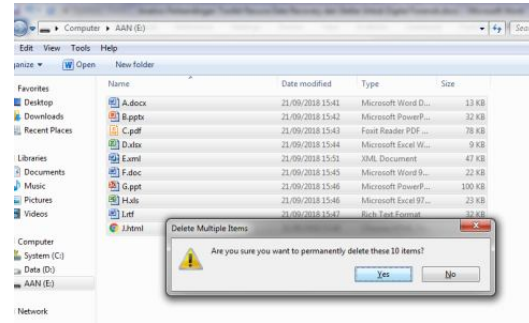 Computer ▸ AAN (E:)
Edit View Tools Help
Open New folder
Name Date modified Type Size
Favorites
Desktop
Downloads
Recent Places
Libraries
Documents
Music
Pictures
Videos
Computer
System (C:)
Data (D:)
AAN (E:)
Network
A.docx 21/09/2018 15:41 Microsoft Word D... 13 KB
B.pptx 21/09/2018 15:42 Microsoft PowerP... 32 KB
C.pdf 21/09/2018 15:43 Foxit Reader PDF ... 78 KB
D.xlsx 21/09/2018 15:44 Microsoft Excel W... 9 KB
E.xml 21/09/2018 15:51 XML Document 47 KB
F.doc 21/09/2018 15:45 Microsoft Word 9... 22 KB
G.ppt 21/09/2018 15:46 Microsoft PowerP... 100 KB
H.xls 21/09/2018 15:46 Microsoft Excel 97... 23 KB
I.rtf 21/09/2018 15:47 Rich Text Format 32 KB
J.html
Delete Multiple Items
Are you sure you want to permanently delete these 10 items?
Yes No